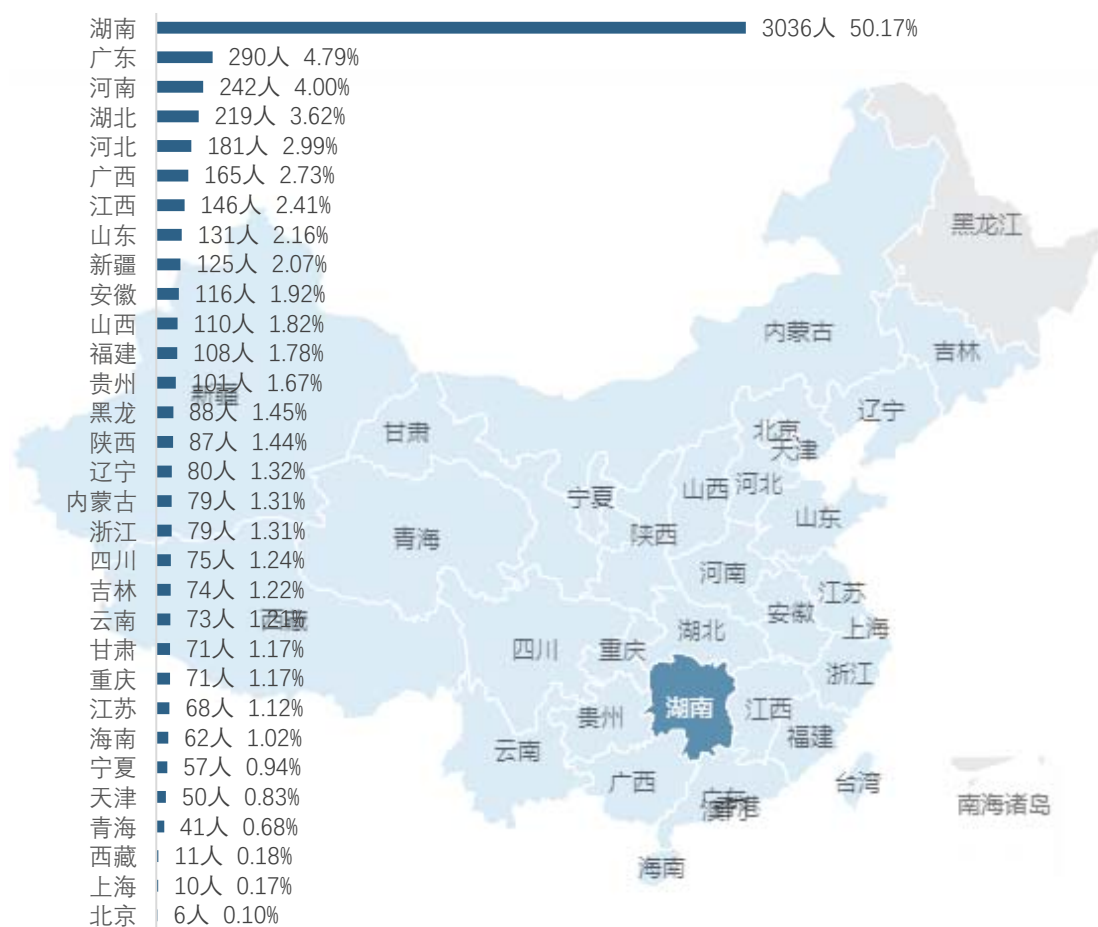 湖南 3036人 50.17%
广东 290人 4.79%
河南 242人 4.00%
湖北 219人 3.62%
河北 181人 2.99%
广西 165人 2.73%
江西 146人 2.41%
山东 131人 2.16%
新疆 125人 2.07%
安徽 116人 1.92%
山西 110人 1.82%
福建 108人 1.78%
贵州 101人 1.67%
黑龙 88人 1.45%
陕西 87人 1.44%
辽宁 80人 1.32%
内蒙古 79人 1.31%
浙江 79人 1.31%
四川 75人 1.24%
吉林 74人 1.22%
云南 73人 1.21%
甘肃 71人 1.17%
重庆 71人 1.17%
江苏 68人 1.12%
海南 62人 1.02%
宁夏 57人 0.94%
天津 50人 0.83%
青海 41人 0.68%
西藏 11人 0.18%
上海 10人 0.17%
北京 6人 0.10%
黑龙江
内蒙古
吉林
新疆
辽宁
甘肃
北京
天津
河北
山西
宁夏
山东
陕西
青海
河南
江苏
安徽
西藏
上海
湖北
重庆
四川
浙江
湖南
江西
贵州
福建
云南
广西
台湾
广东
香港
南海诸岛
海南